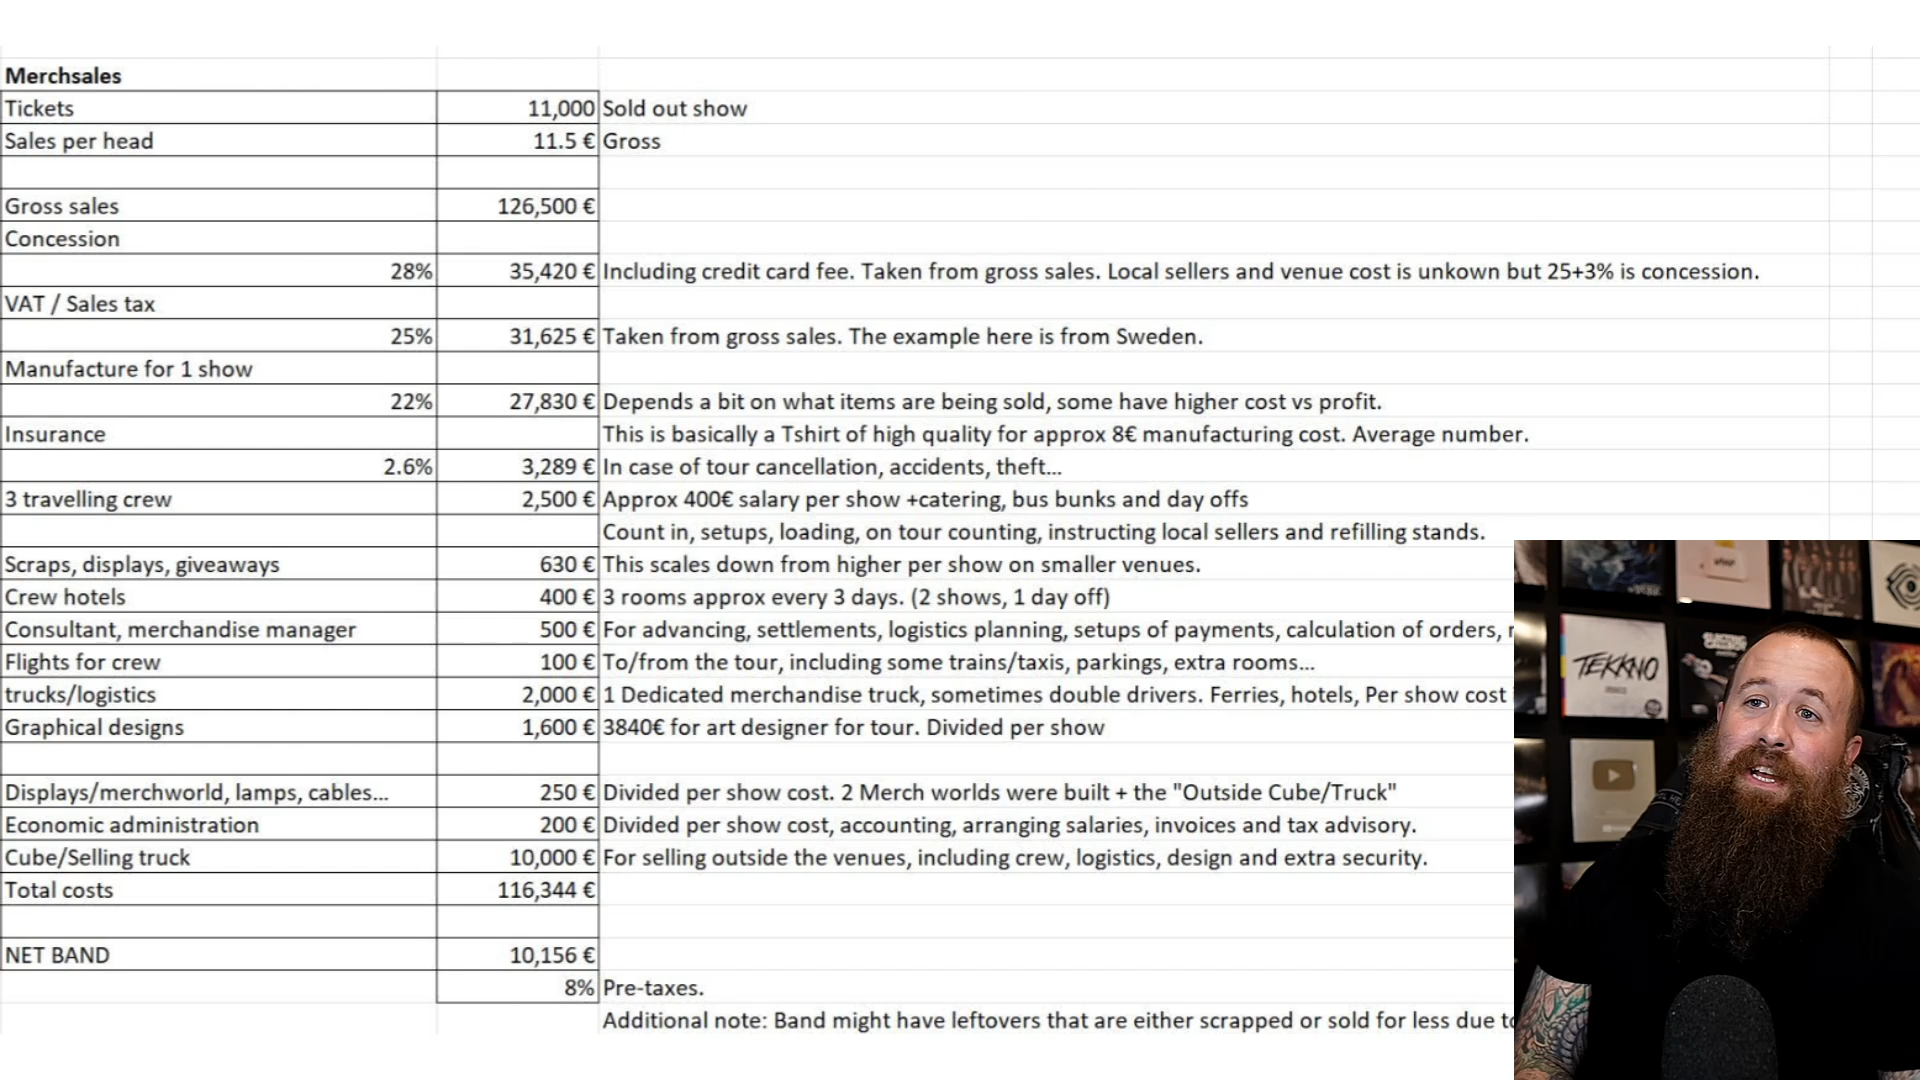 Merchsales
Tickets 11,000 Sold out show
Sales per head 11.5 € Gross
Gross sales 126,500 €
Concession
28% 35,420 € Including credit card fee. Taken from gross sales. Local sellers and venue cost is unkown but 25+3% is concession.
VAT / Sales tax
25% 31,625 € Taken from gross sales. The example here is from Sweden.
Manufacture for 1 show
22% 27,830 € Depends a bit on what items are being sold, some have higher cost vs profit.
Insurance This is basically a Tshirt of high quality for approx 8€ manufacturing cost. Average number.
2.6% 3,289 € In case of tour cancellation, accidents, theft...
3 travelling crew 2,500 € Approx 400€ salary per show +catering, bus bunks and day offs
Count in, setups, loading, on tour counting, instructing local sellers and refilling stands.
Scraps, displays, giveaways 630 € This scales down from higher per show on smaller venues.
Crew hotels 400 € 3 rooms approx every 3 days. (2 shows, 1 day off)
Consultant, merchandise manager 500 € For advancing, settlements, logistics planning, setups of payments, calculation of orders,
Flights for crew 100 € To/from the tour, including some trains/taxis, parkings, extra rooms...
trucks/logistics 2,000 € 1 Dedicated merchandise truck, sometimes double drivers. Ferries, hotels, Per show cost
Graphical designs 1,600 € 3840€ for art designer for tour. Divided per show
Displays/merchworld, lamps, cables... 250 € Divided per show cost. 2 Merch worlds were built + the "Outside Cube/Truck"
Economic administration 200 € Divided per show cost, accounting, arranging salaries, invoices and tax advisory.
Cube/Selling truck 10,000 € For selling outside the venues, including crew, logistics, design and extra security.
Total costs 116,344 €
NET BAND 10,156 €
8% Pre-taxes.
Additional note: Band might have leftovers that are either scrapped or sold for less due
TEKKNO